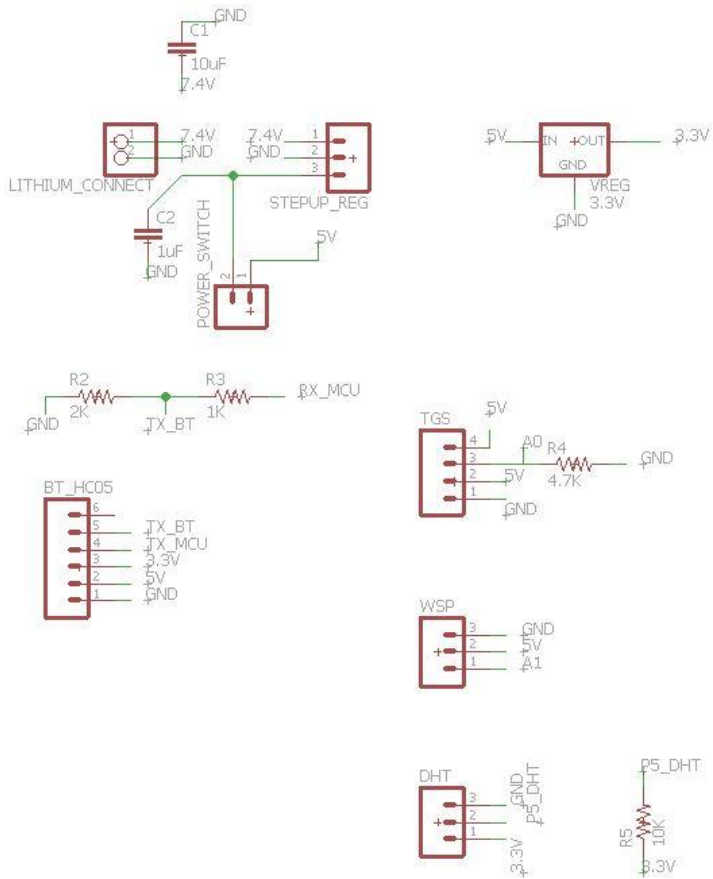 GND
C1
10uF
7.4V
1 7.4V
2 GND
LITHIUM_CONNECT
7.4V 1
GND 2
3
STEPUP_REG
5V IN OUT 3.3V
GND
VREG
3.3V
GND
C2
1uF
GND
POWER_SWITCH
2 1
5V
R2
2K
GND
TX_BT
R3
1K
RX_MCU
BT_HC05
6
5 TX_BT
4 TX_MCU
3 3.3V
2 5V
1 GND
TGS
5V
4
3 A0
2 5V
1 GND
R4
4.7K
GND
WSP
3 GND
2 5V
1 A1
DHT
3 GND
2 P5_DHT
1 3.3V
P5_DHT
R5
10K
3.3V